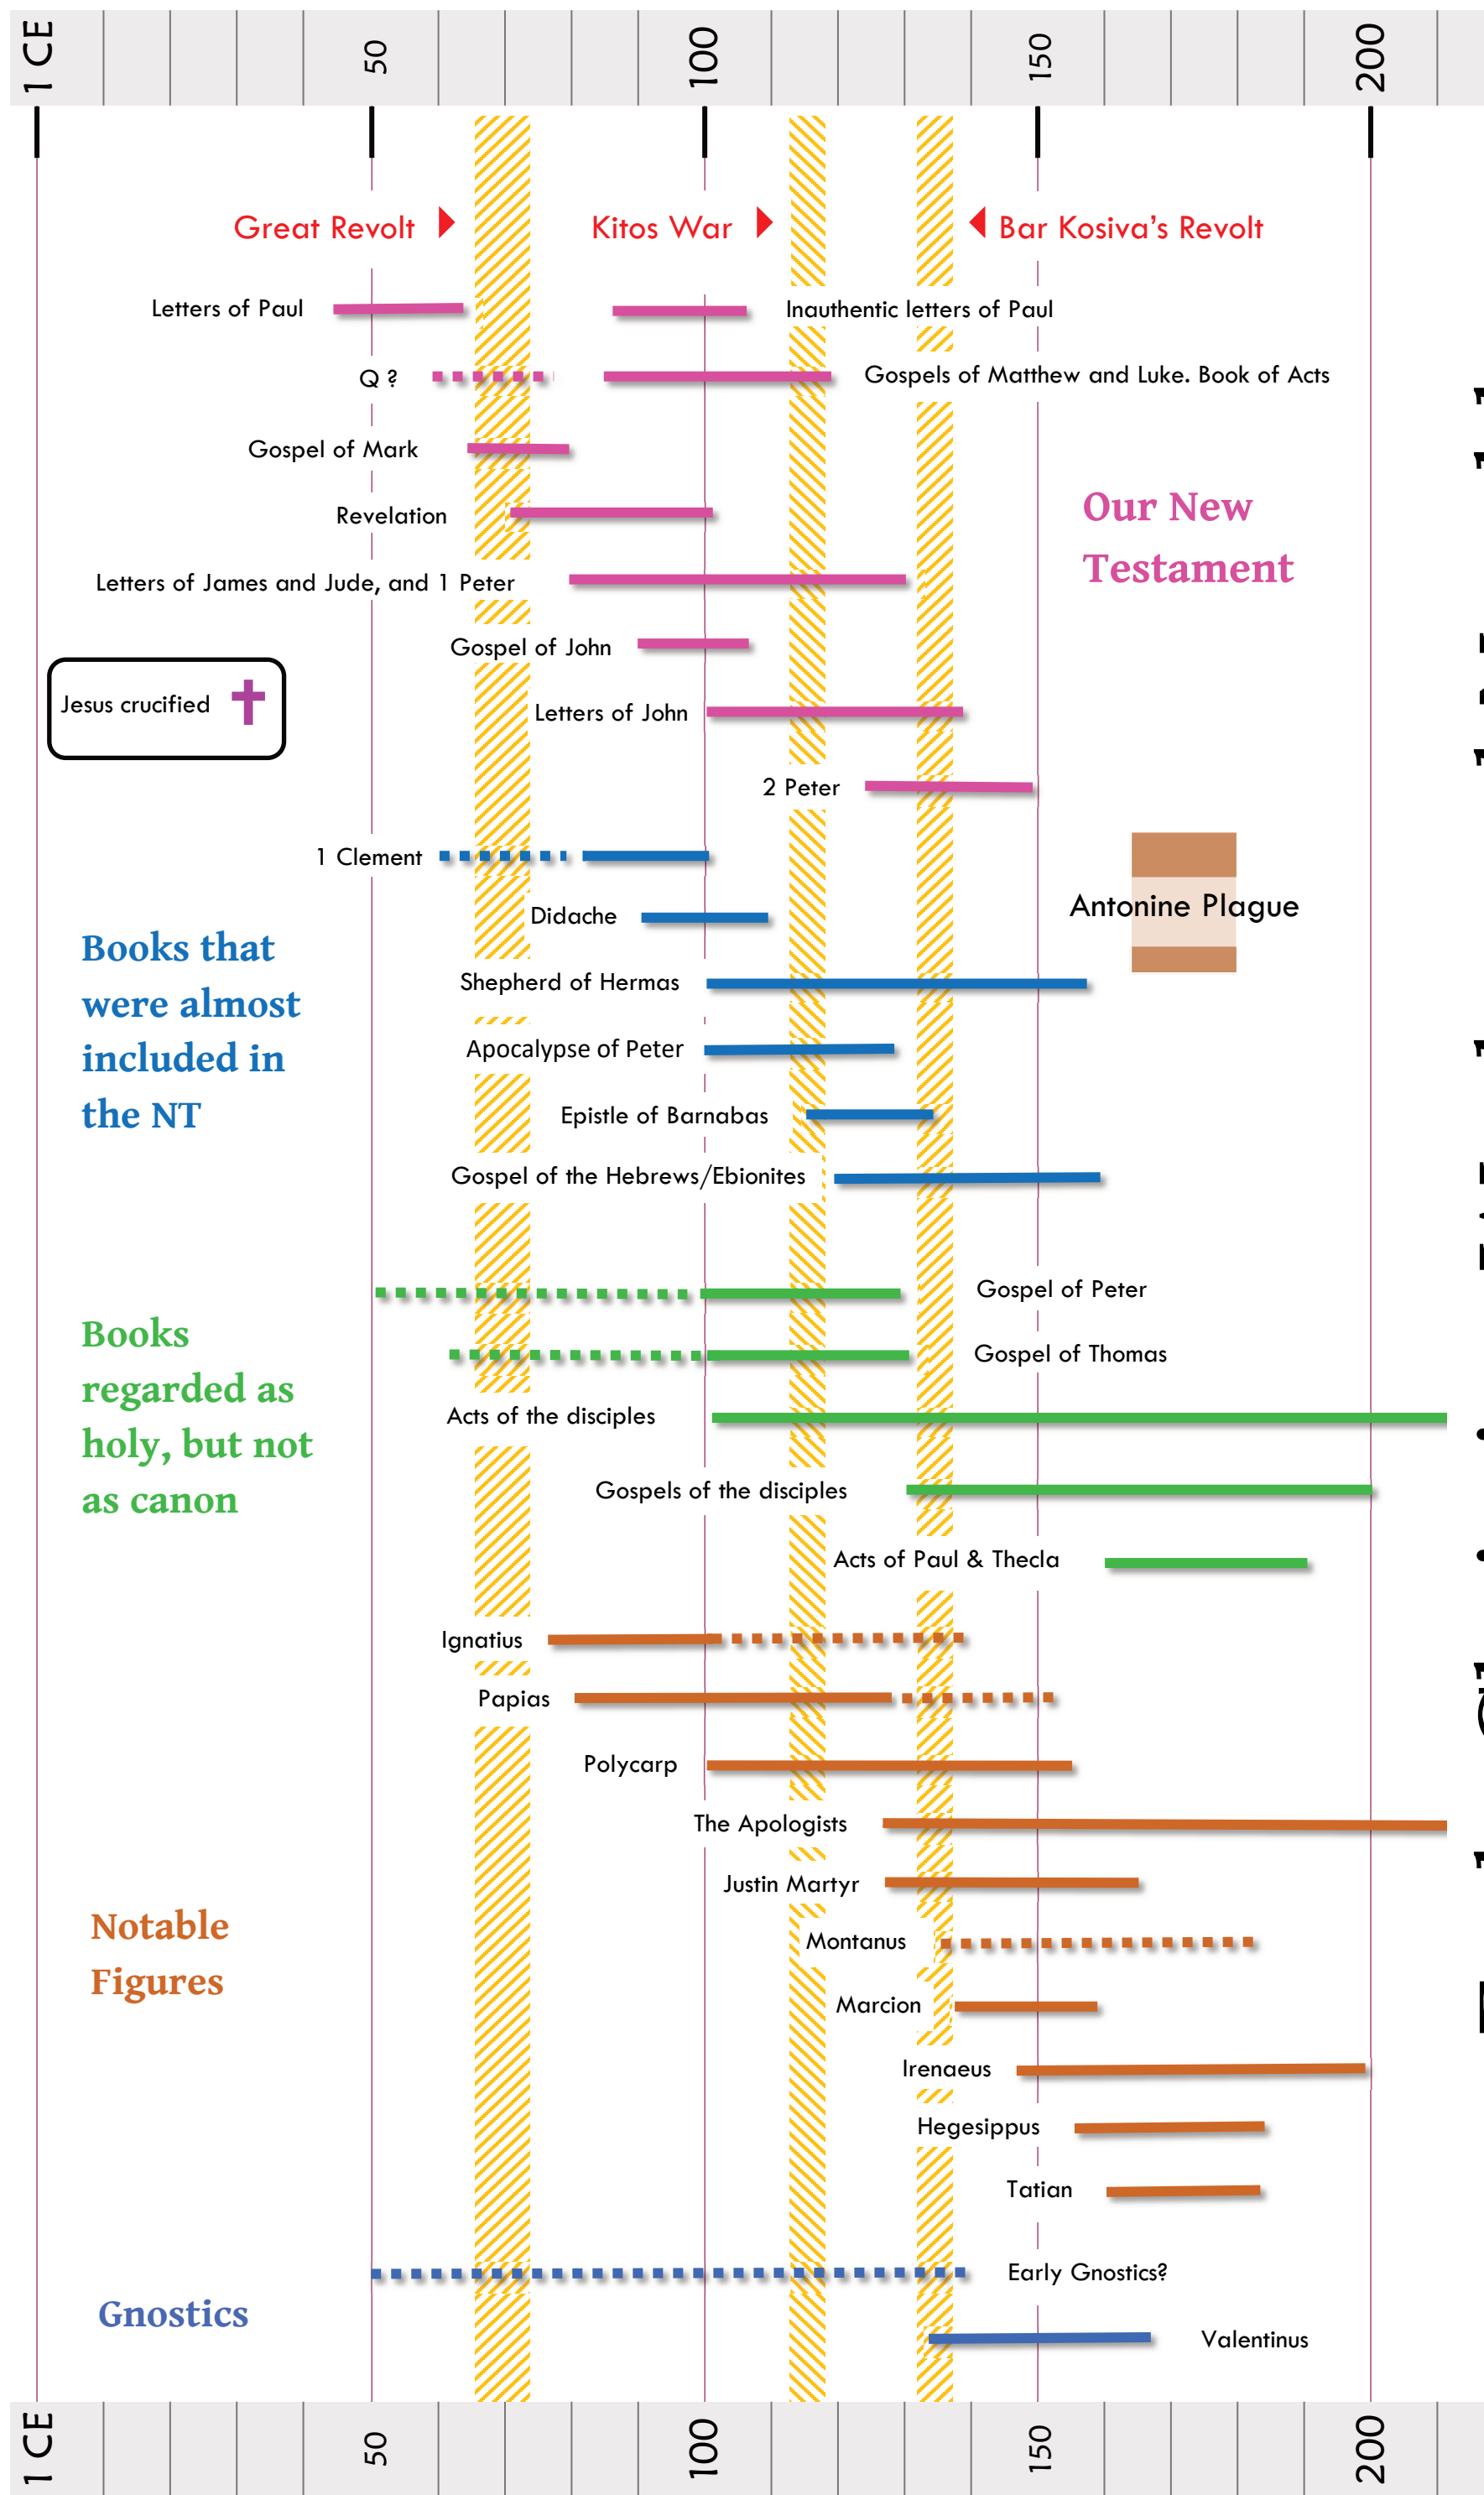 1 CE
50
100
150
200
Great Revolt
Kitos War
Bar Kosiva’s Revolt
Letters of Paul
Inauthentic letters of Paul
Q ?
Gospels of Matthew and Luke. Book of Acts
Gospel of Mark
Revelation
Our New
Testament
Letters of James and Jude, and 1 Peter
Gospel of John
Jesus crucified
Letters of John
2 Peter
1 Clement
Antonine Plague
Didache
Books that
were almost
included in
the NT
Shepherd of Hermas
Apocalypse of Peter
Epistle of Barnabas
Gospel of the Hebrews/Ebionites
Gospel of Peter
Books
regarded as
holy, but not
as canon
Gospel of Thomas
Acts of the disciples
Gospels of the disciples
Acts of Paul & Thecla
Ignatius
Papias
Polycarp
The Apologists
Justin Martyr
Notable
Figures
Montanus
Marcion
Irenaeus
Hegesippus
Tatian
Early Gnostics?
Gnostics
Valentinus
1 CE
50
100
150
200